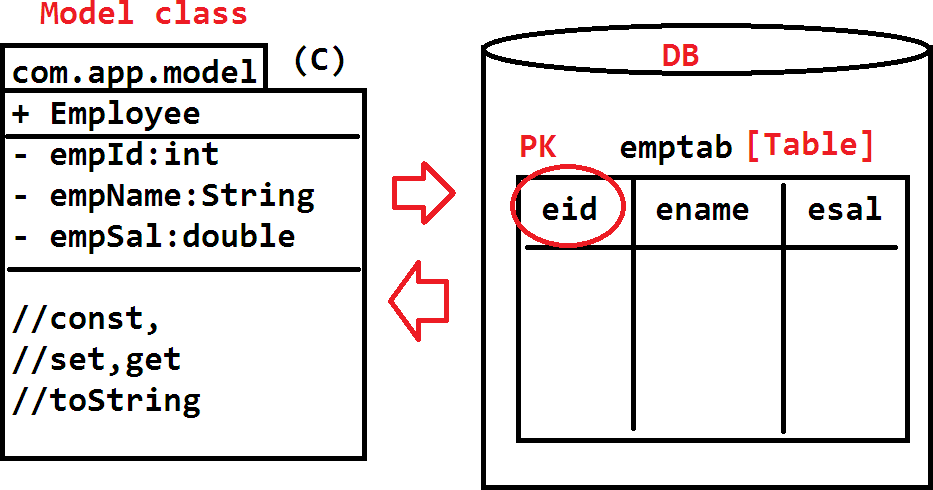 Model class
com.app.model
(C)
+ Employee
- empId:int
- empName:String
- empSal:double
//const,
//set,get
//toString
DB
PK emptab [Table]
eid ename esal